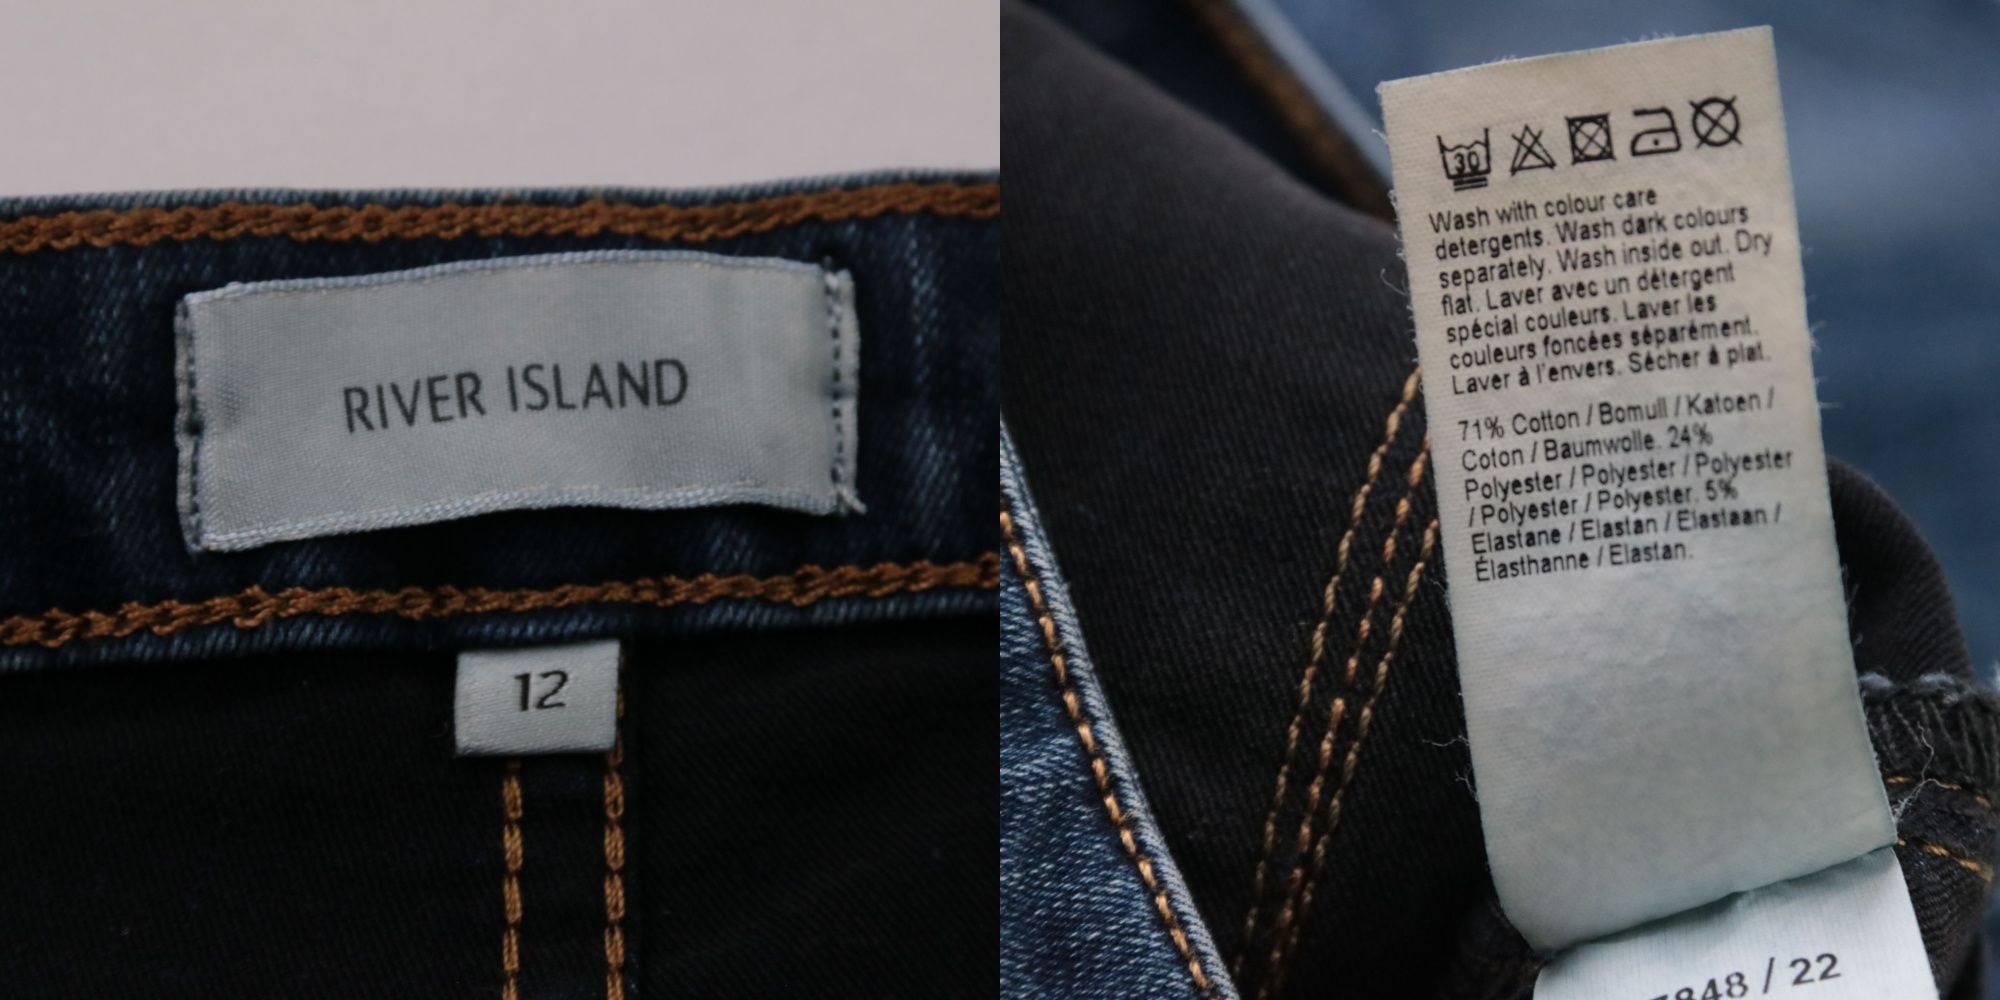 RIVER ISLAND
12
30
Wash with colour care
detergents. Wash dark colours
separately. Wash inside out. Dry
flat. Laver avec un détergent
spécial couleurs. Laver les
couleurs foncées séparément.
Laver à l'envers. Sécher à plat.
71% Cotton / Bomull / Katoen /
Coton / Baumwolle. 24%
Polyester / Polyester / Polyester
/ Polyester / Polyester. 5%
Elastane / Elastan / Elastaan /
Élasthanne / Elastan.
848 / 22